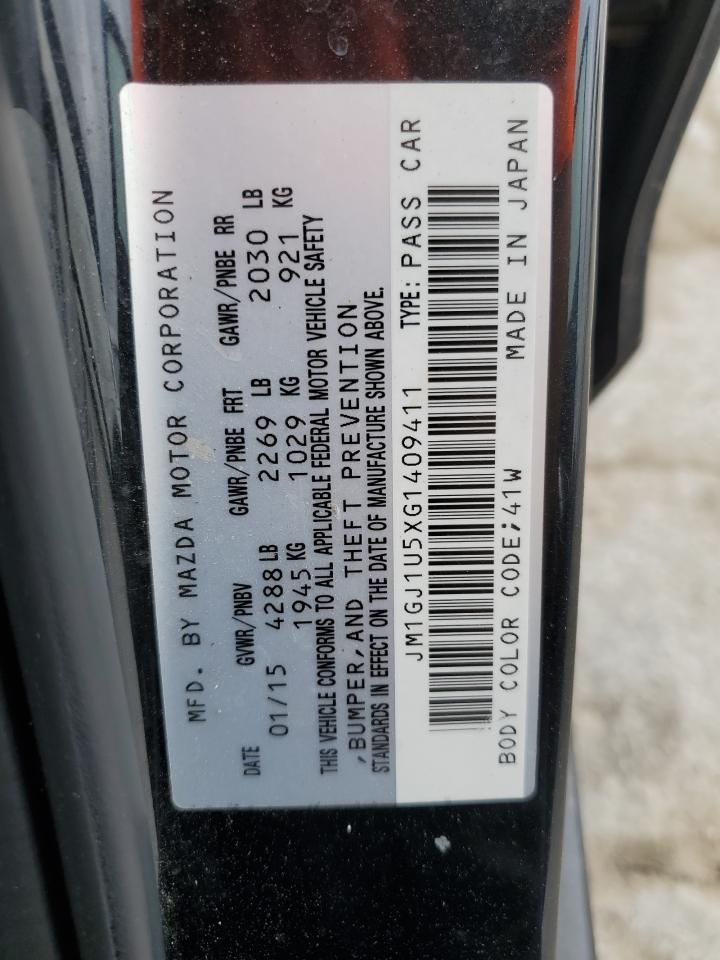 MFD. BY MAZDA MOTOR CORPORATION
DATE GVWR/PNBV GAWR/PNBE FRT GAWR/PNBE RR
01/15 4288 LB 2269 LB 2030 LB
1945 KG 1029 KG 921 KG
THIS VEHICLE CONFORMS TO ALL APPLICABLE FEDERAL MOTOR VEHICLE SAFETY
,BUMPER,AND THEFT PREVENTION
STANDARDS IN EFFECT ON THE DATE OF MANUFACTURE SHOWN ABOVE.
JM1GJ1U5XG1409411 TYPE: PASS CAR
BODY COLOR CODE;41W MADE IN JAPAN